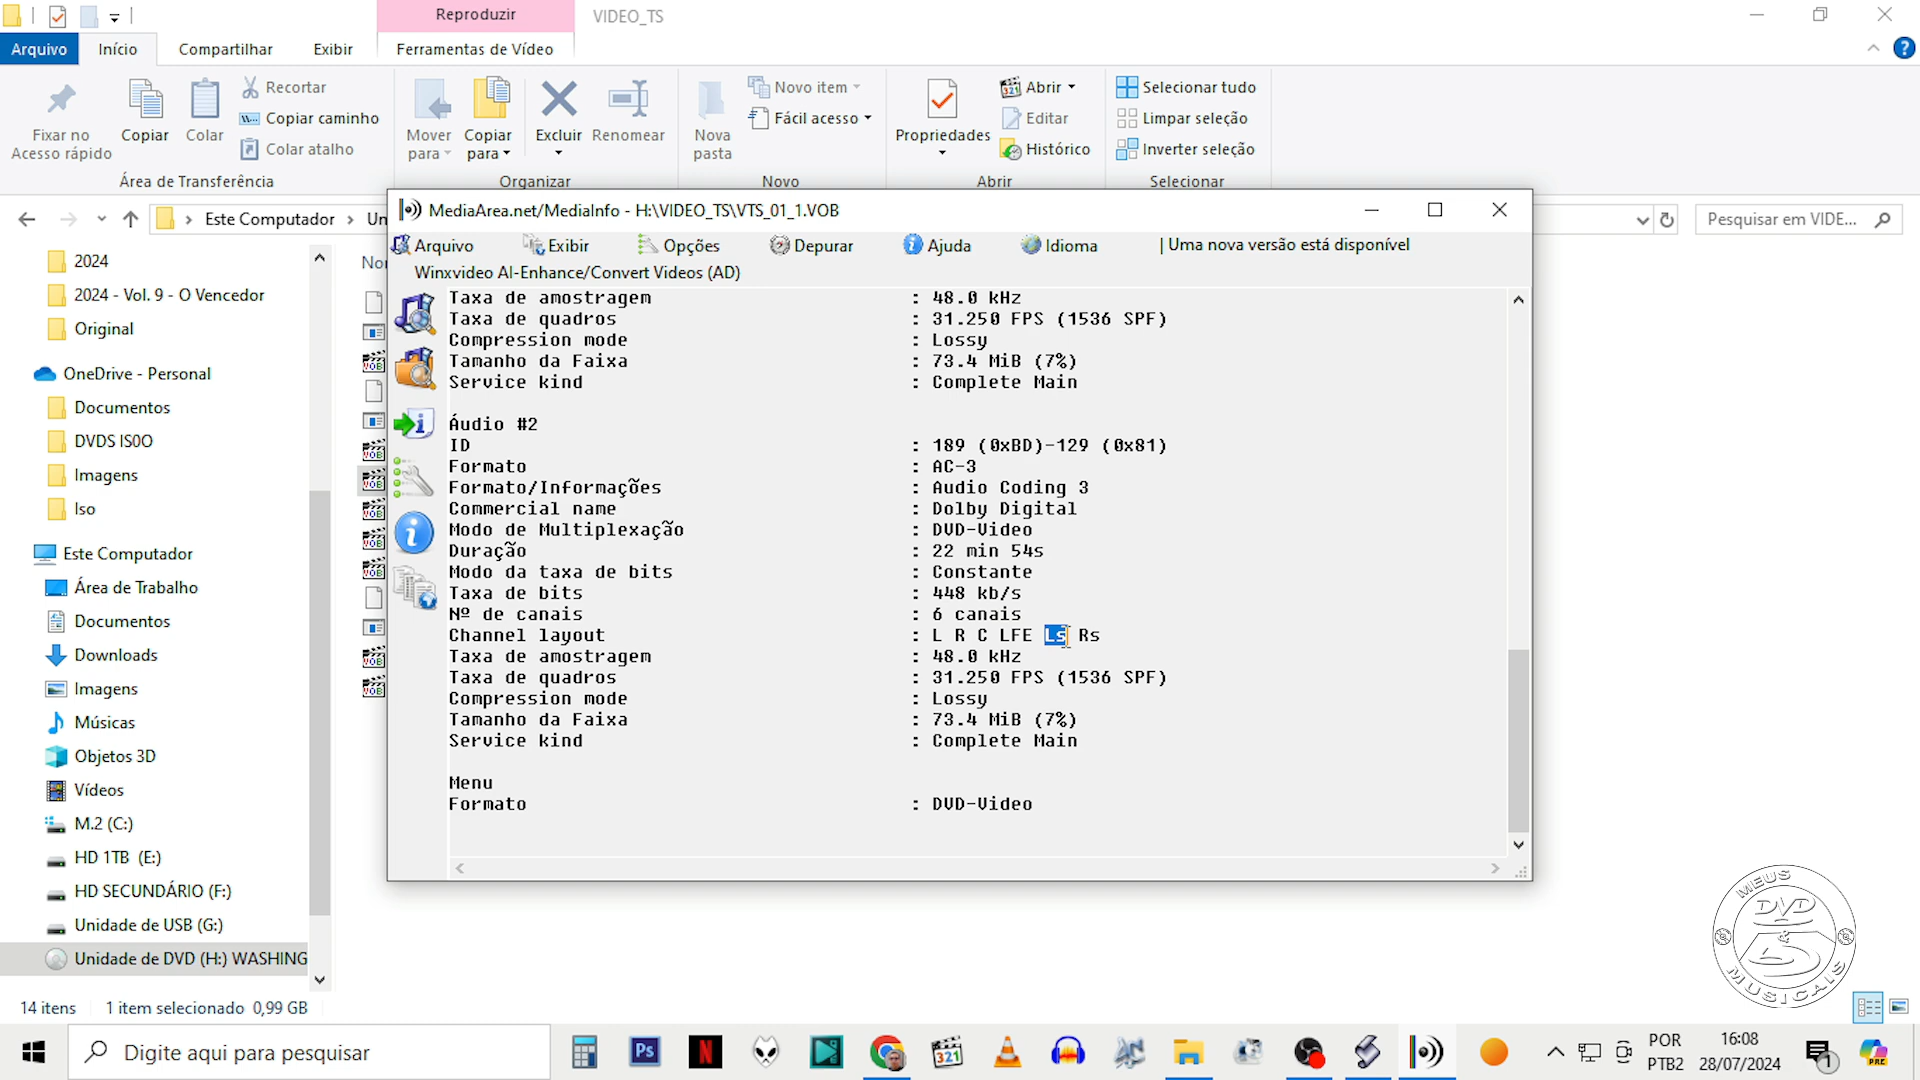 Reproduzir
VIDEO_TS
Arquivo
Início
Compartilhar
Exibir
Ferramentas de Vídeo
Fixar no
Acesso rápido
Copiar
Colar
Recortar
Copiar caminho
Colar atalho
Área de Transferência
Mover
para
Copiar
para
Excluir
Renomear
Organizar
Nova
pasta
Novo item
Fácil acesso
Novo
Propriedades
Abrir
Editar
Histórico
Abrir
Selecionar tudo
Limpar seleção
Inverter seleção
Selecionar
Este Computador
Pesquisar em VIDE...
MediaArea.net/MediaInfo - H:\VIDEO_TS\VTS_01_1.VOB
Arquivo
Exibir
Opções
Depurar
Ajuda
Idioma
| Uma nova versão está disponível
Winxvideo AI-Enhance/Convert Videos (AD)
Taxa de amostragem : 48.0 kHz
Taxa de quadros : 31.250 FPS (1536 SPF)
Compression mode : Lossy
Tamanho da Faixa : 73.4 MiB (7%)
Service kind : Complete Main
Áudio #2
ID : 189 (0xBD)-129 (0x81)
Formato : AC-3
Formato/Informações : Audio Coding 3
Commercial name : Dolby Digital
Modo de Multiplexação : DVD-Video
Duração : 22 min 54s
Modo da taxa de bits : Constante
Taxa de bits : 448 kb/s
Nº de canais : 6 canais
Channel layout : L R C LFE Ls Rs
Taxa de amostragem : 48.0 kHz
Taxa de quadros : 31.250 FPS (1536 SPF)
Compression mode : Lossy
Tamanho da Faixa : 73.4 MiB (7%)
Service kind : Complete Main
Menu
Formato : DVD-Video
2024
2024 - Vol. 9 - O Vencedor
Original
OneDrive - Personal
Documentos
DVDS IS0O
Imagens
Iso
Este Computador
Área de Trabalho
Documentos
Downloads
Imagens
Músicas
Objetos 3D
Vídeos
M.2 (C:)
HD 1TB (E:)
HD SECUNDÁRIO (F:)
Unidade de USB (G:)
Unidade de DVD (H:) WASHING
14 itens
1 item selecionado 0,99 GB
MEUS
DVD
MUSICAIS
Digite aqui para pesquisar
Ps
N
321
POR
PTB2
16:08
28/07/2024
1
PRE